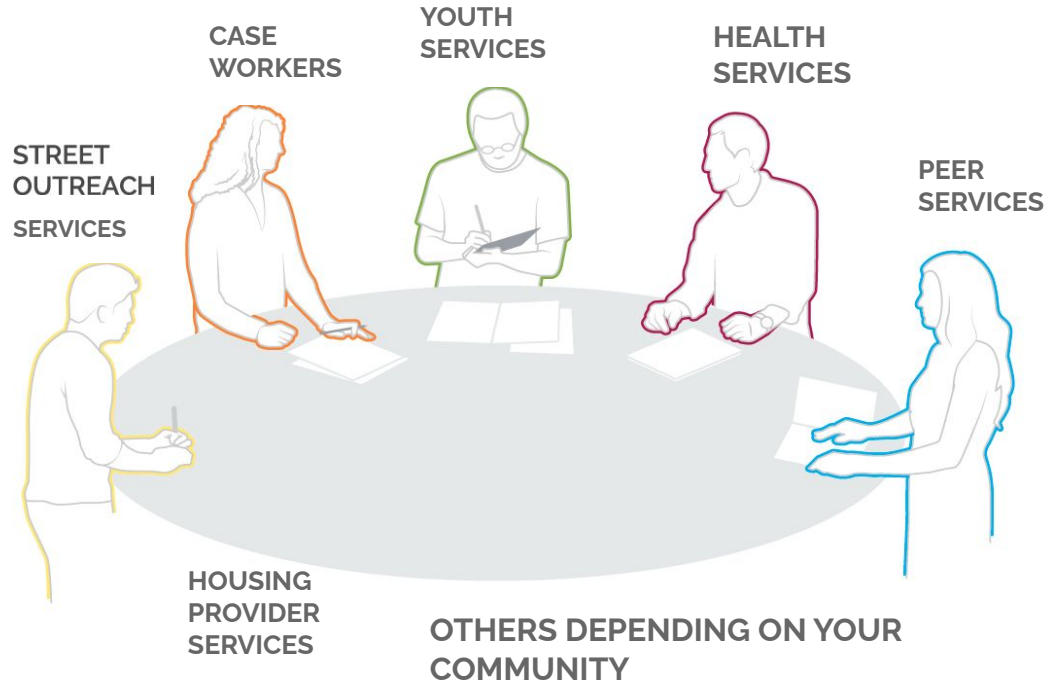 YOUTH
SERVICES
CASE
WORKERS
HEALTH
SERVICES
STREET
OUTREACH
SERVICES
PEER
SERVICES
HOUSING
PROVIDER
SERVICES
OTHERS DEPENDING ON YOUR
COMMUNITY